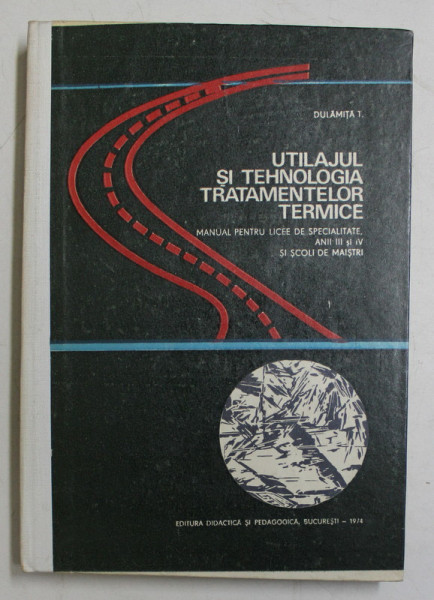 DULĂMIȚĂ T.
UTILAJUL
ȘI TEHNOLOGIA
TRATAMENTELOR
TERMICE
MANUAL PENTRU LICEE DE SPECIALITATE,
ANII III și IV
ȘI ȘCOLI DE MAIȘTRI
EDITURA DIDACTICĂ ȘI PEDAGOGICĂ, BUCUREȘTI – 1974